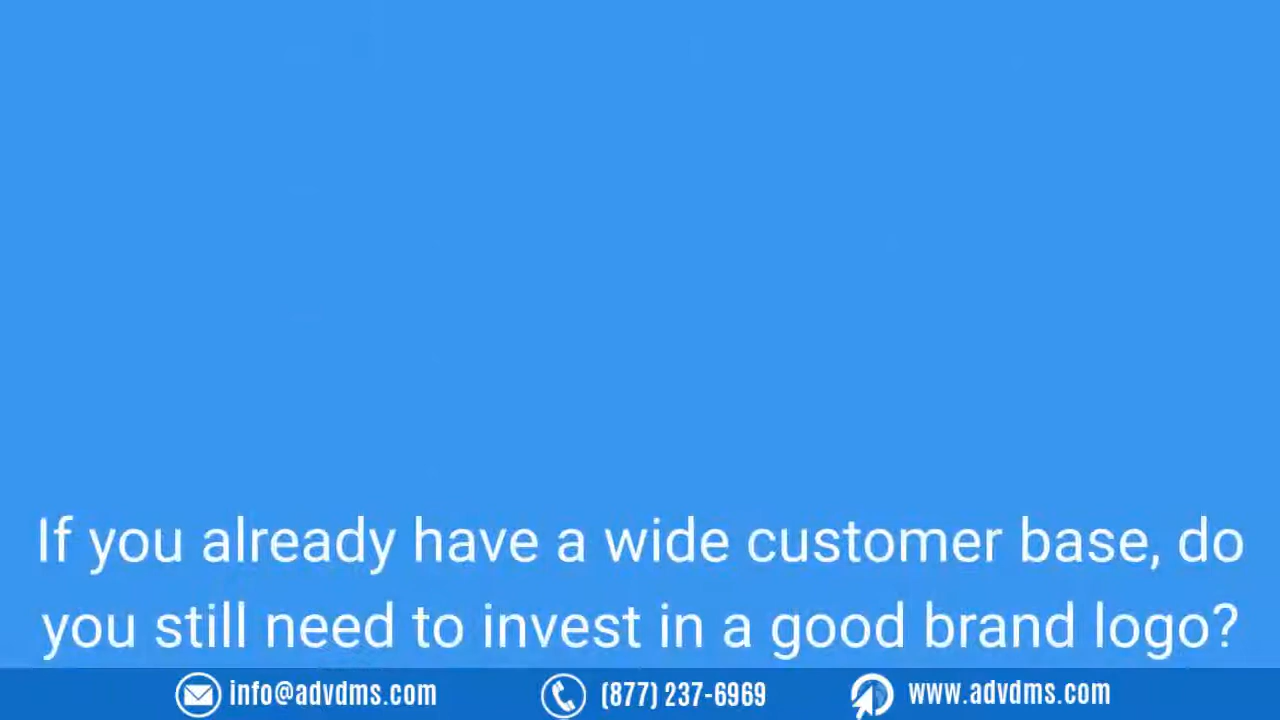 If you already have a wide customer base, do
you still need to invest in a good brand logo?
info@advdms.com (877) 237-6969 www.advdms.com